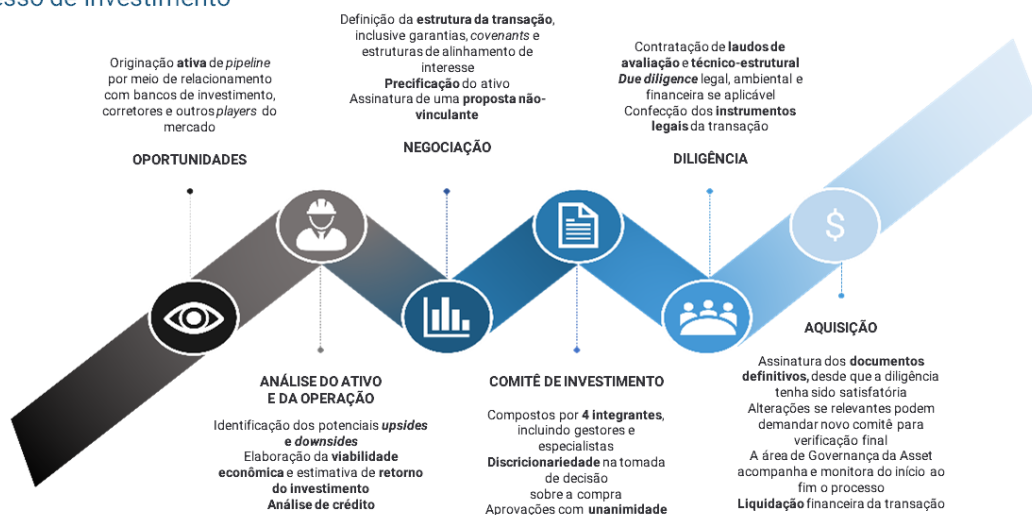 de investimento
Originação ativa de pipeline
por meio de relacionamento
com bancos de investimento,
corretores e outros players do
mercado
OPORTUNIDADES
ANÁLISE DO ATIVO
E DA OPERAÇÃO
Identificação dos potenciais upsides
e downsides
Elaboração da viabilidade
econômica e estimativa de retorno
do investimento
Análise de crédito
Definição da estrutura da transação,
inclusive garantias, covenants e
estruturas de alinhamento de
interesse
Precificação do ativo
Assinatura de uma proposta não-
vinculante
NEGOCIAÇÃO
COMITÊ DE INVESTIMENTO
Compostos por 4 integrantes,
incluindo gestores e
especialistas
Discricionariedade na tomada
de decisão
sobre a compra
Aprovações com unanimidade
Contratação de laudos de
avaliação e técnico-estrutural
Due diligence legal, ambiental e
financeira se aplicável
Confecção dos instrumentos
legais da transação
DILIGÊNCIA
$
AQUISIÇÃO
Assinatura dos documentos
definitivos, desde que a diligência
tenha sido satisfatória
Alterações se relevantes podem
demandar novo comitê para
verificação final
A área de Governança da Asset
acompanha e monitora do início ao
fim o processo
Liquidação financeira da transação